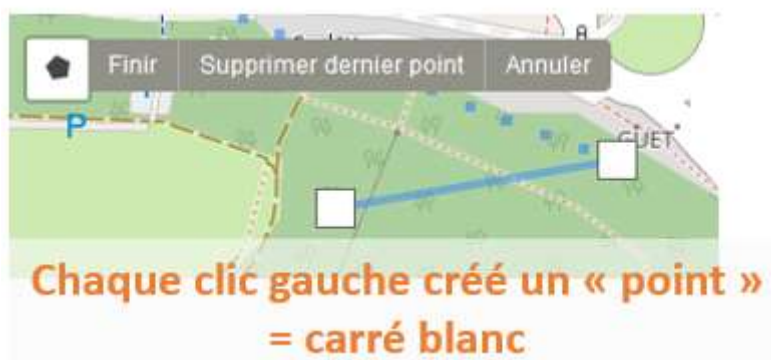 Finir Supprimer dernier point Annuler
P
GUET
Chaque clic gauche créé un « point »
= carré blanc